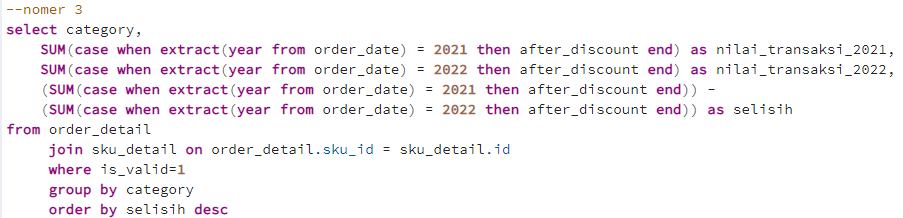 --nomer 3
select category,
SUM(case when extract(year from order_date) = 2021 then after_discount end) as nilai_transaksi_2021,
SUM(case when extract(year from order_date) = 2022 then after_discount end) as nilai_transaksi_2022,
(SUM(case when extract(year from order_date) = 2021 then after_discount end)) -
(SUM(case when extract(year from order_date) = 2022 then after_discount end)) as selisih
from order_detail
join sku_detail on order_detail.sku_id = sku_detail.id
where is_valid=1
group by category
order by selisih desc